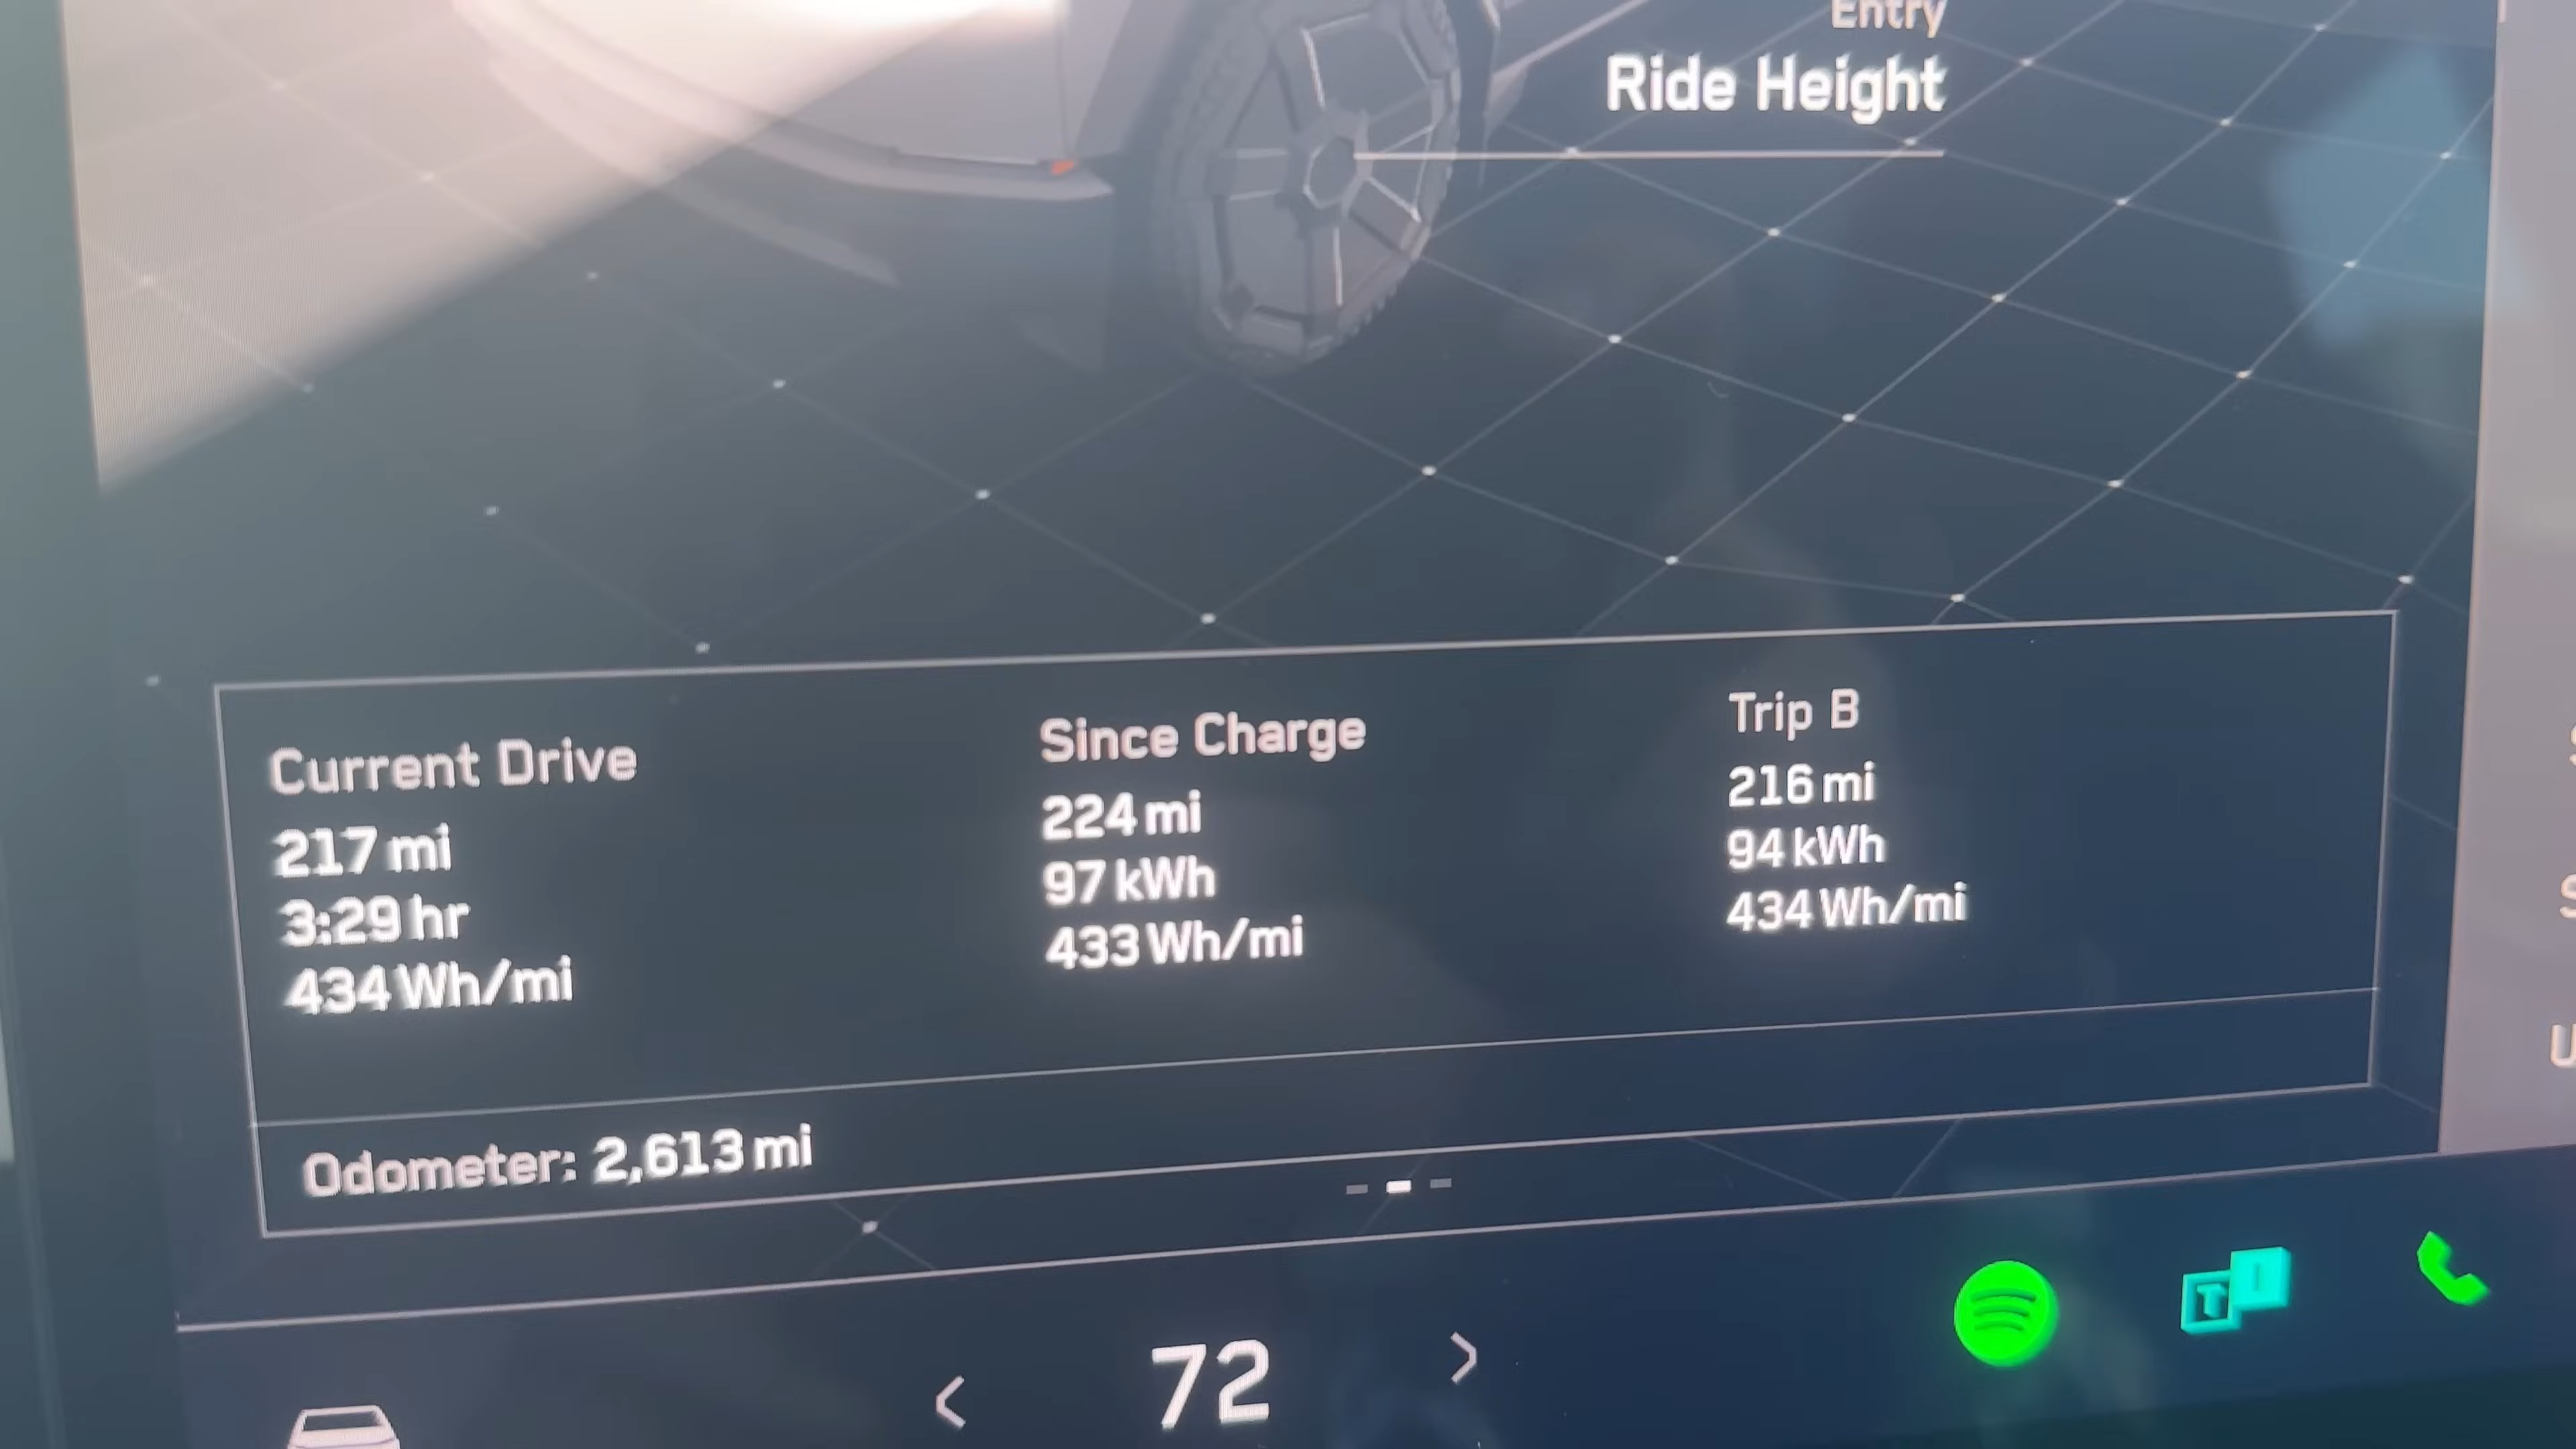 Entry
Ride Height
Current Drive
217 mi
3:29 hr
434 Wh/mi
Since Charge
224 mi
97 kWh
433 Wh/mi
Trip B
216 mi
94 kWh
434 Wh/mi
Odometer: 2,613 mi
72
T I